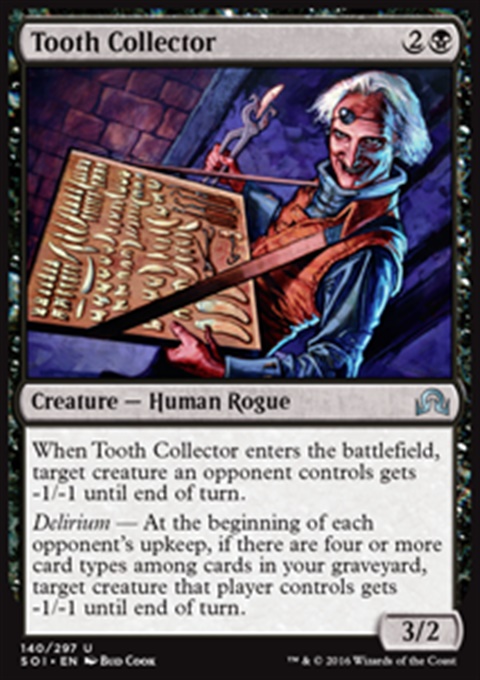 Tooth Collector 2
Creature — Human Rogue
When Tooth Collector enters the battlefield,
target creature an opponent controls gets
-1/-1 until end of turn.
Delirium — At the beginning of each
opponent's upkeep, if there are four or more
card types among cards in your graveyard,
target creature that player controls gets
-1/-1 until end of turn.
3/2
140/297 U
SOI • EN Bud Cook
™ & © 2016 Wizards of the Coast